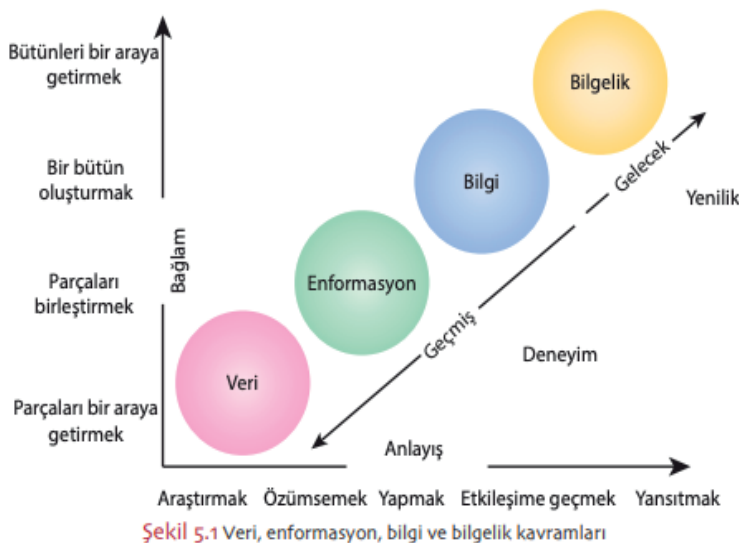 Bütünleri bir araya
getirmek
Bir bütün
oluşturmak
Parçaları
birleştirmek
Parçaları bir araya
getirmek
Bağlam
Bilgelik
Bilgi
Enformasyon
Veri
Gelecek
Geçmiş
Yenilik
Deneyim
Anlayış
Araştırmak Özümsemek Yapmak Etkileşime geçmek Yansıtmak
Şekil 5.1 Veri, enformasyon, bilgi ve bilgelik kavramları